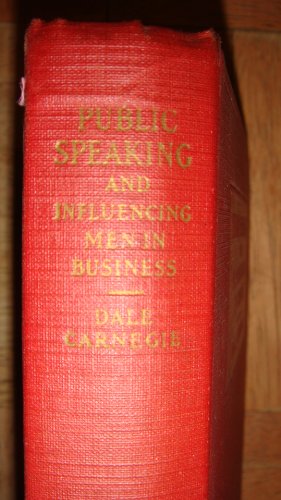 PUBLIC
SPEAKING
AND
INFLUENCING
MEN IN
BUSINESS
DALE
CARNEGIE